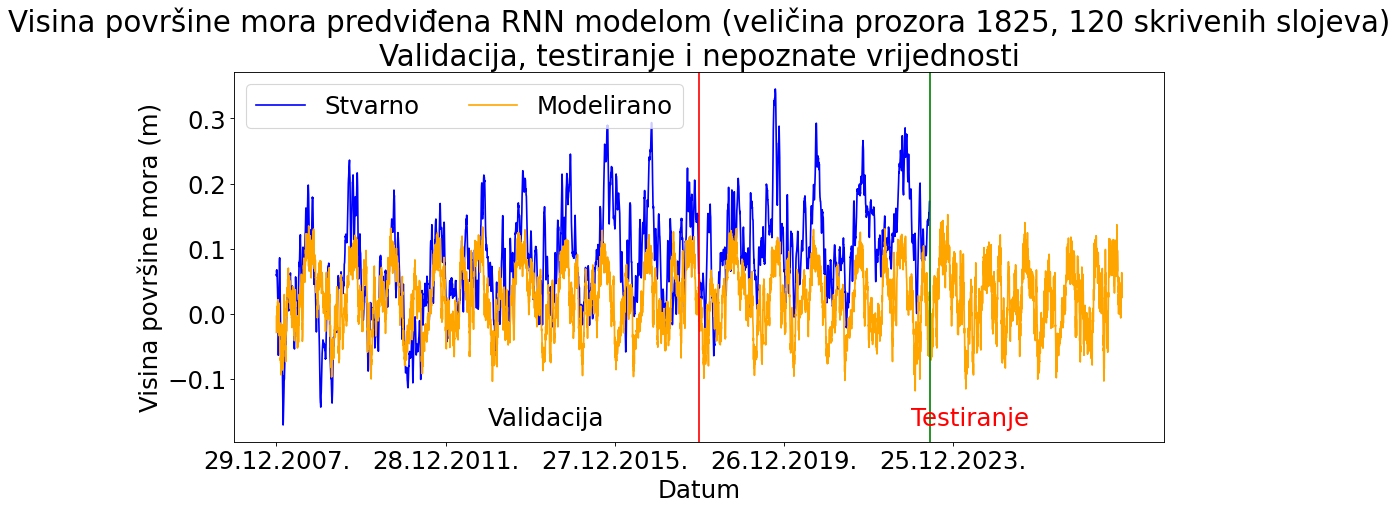 Visina površine mora predviđena RNN modelom (veličina prozora 1825, 120 skrivenih slojeva)
Validacija, testiranje i nepoznate vrijednosti
Stvarno
Modelirano
Visina površine mora (m)
0.3
0.2
0.1
0.0
−0.1
Validacija
Testiranje
29.12.2007.
28.12.2011.
27.12.2015.
26.12.2019.
25.12.2023.
Datum